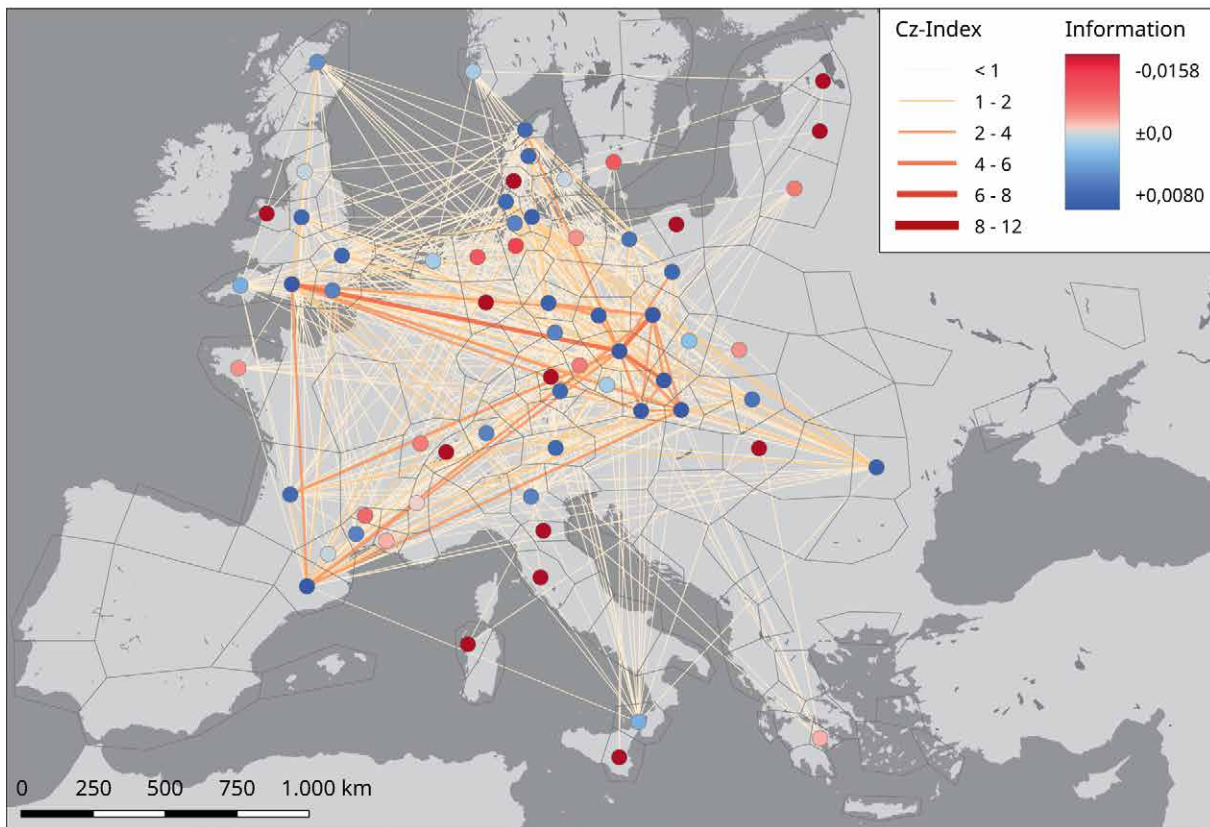 Cz-Index
Information
< 1
1 - 2
2 - 4
4 - 6
6 - 8
8 - 12
-0,0158
±0,0
+0,0080
0 250 500 750 1.000 km